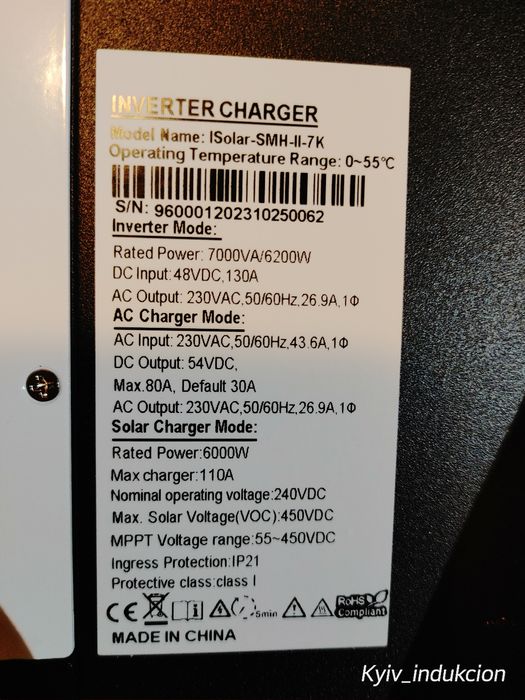 INVERTER CHARGER
Model Name: ISolar-SMH-II-7K
Operating Temperature Range: 0~55℃
S/N: 960001202310250062
Inverter Mode:
Rated Power: 7000VA/6200W
DC Input: 48VDC, 130A
AC Output: 230VAC,50/60Hz,26.9A,1Φ
AC Charger Mode:
AC Input: 230VAC,50/60Hz,43.6A,1Φ
DC Output: 54VDC,
Max.80A, Default 30A
AC Output: 230VAC,50/60Hz,26.9A,1Φ
Solar Charger Mode:
Rated Power:6000W
Max charger:110A
Nominal operating voltage:240VDC
Max. Solar Voltage(VOC):450VDC
MPPT Voltage range:55~450VDC
Ingress Protection:IP21
Protective class:class I
CE 5min RoHS Compliant
MADE IN CHINA
Kyiv_indukcion